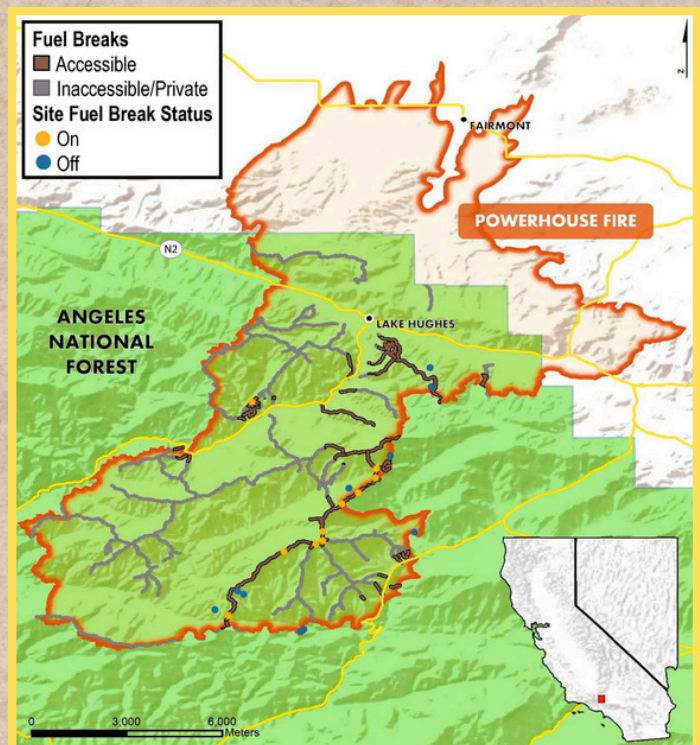 Fuel Breaks
Accessible
Inaccessible/Private
Site Fuel Break Status
On
Off
N
FAIRMONT
POWERHOUSE FIRE
N2
ANGELES
NATIONAL
FOREST
LAKE HUGHES
0 3,000 6,000
Meters